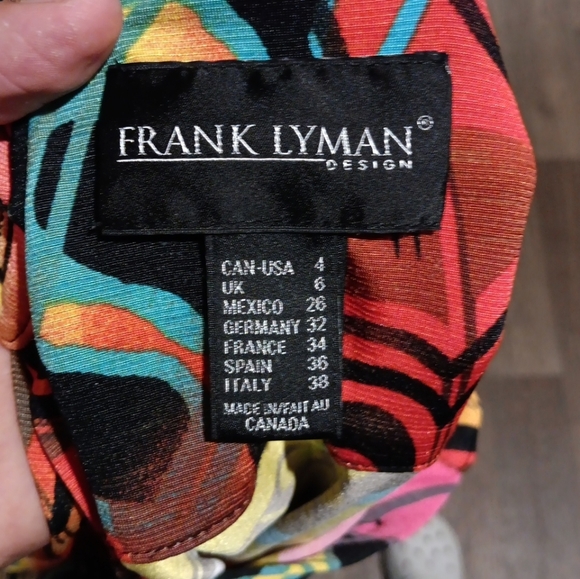 FRANK LYMAN®
DESIGN
CAN-USA 4
UK 6
MEXICO 26
GERMANY 32
FRANCE 34
SPAIN 36
ITALY 38
MADE IN/FAIT AU
CANADA